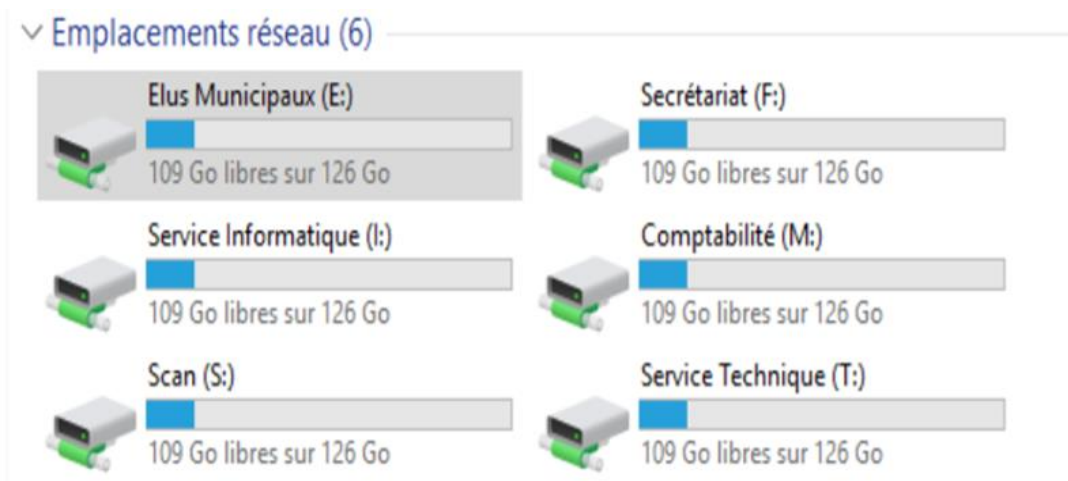 Emplacements réseau (6)
Elus Municipaux (E:)
109 Go libres sur 126 Go
Secrétariat (F:)
109 Go libres sur 126 Go
Service Informatique (I:)
109 Go libres sur 126 Go
Comptabilité (M:)
109 Go libres sur 126 Go
Scan (S:)
109 Go libres sur 126 Go
Service Technique (T:)
109 Go libres sur 126 Go